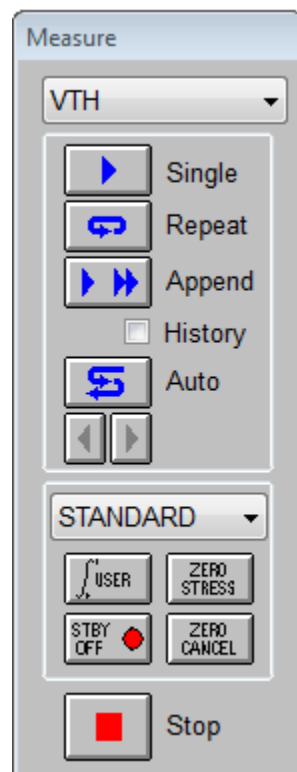 Measure
VTH
Single
Repeat
Append
History
Auto
STANDARD
USER
ZERO
STRESS
STBY
OFF
ZERO
CANCEL
Stop